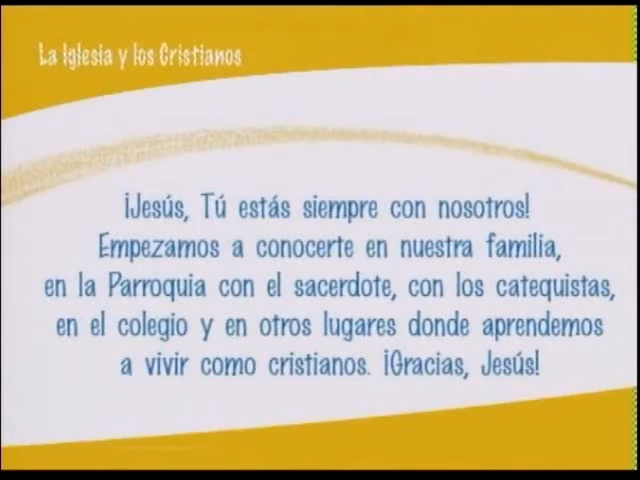 La Iglesia y los Cristianos
¡Jesús, Tú estás siempre con nosotros!
Empezamos a conocerte en nuestra familia,
en la Parroquia con el sacerdote, con los catequistas,
en el colegio y en otros lugares donde aprendemos
a vivir como cristianos. ¡Gracias, Jesús!